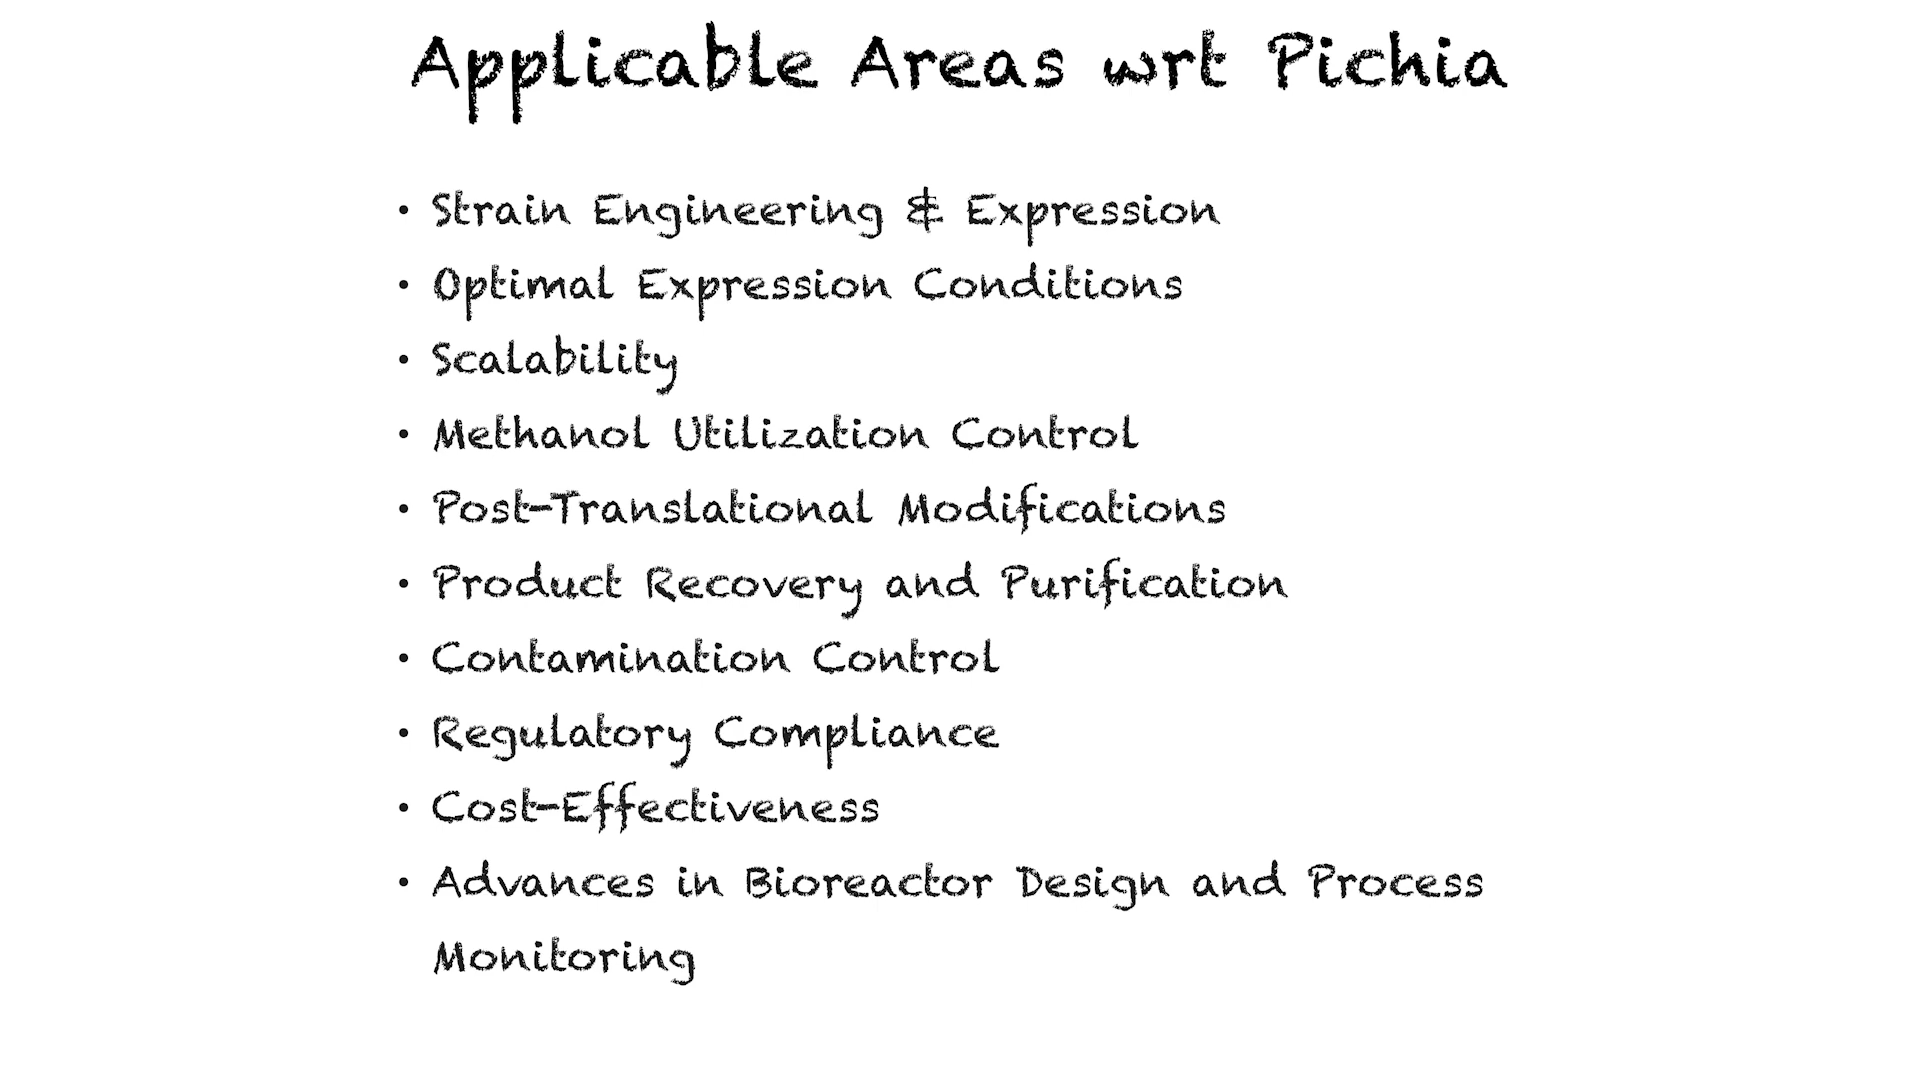 Applicable Areas wrt Pichia
• Strain Engineering & Expression
• Optimal Expression Conditions
• Scalability
• Methanol Utilization Control
• Post-Translational Modifications
• Product Recovery and Purification
• Contamination Control
• Regulatory Compliance
• Cost-Effectiveness
• Advances in Bioreactor Design and Process
Monitoring